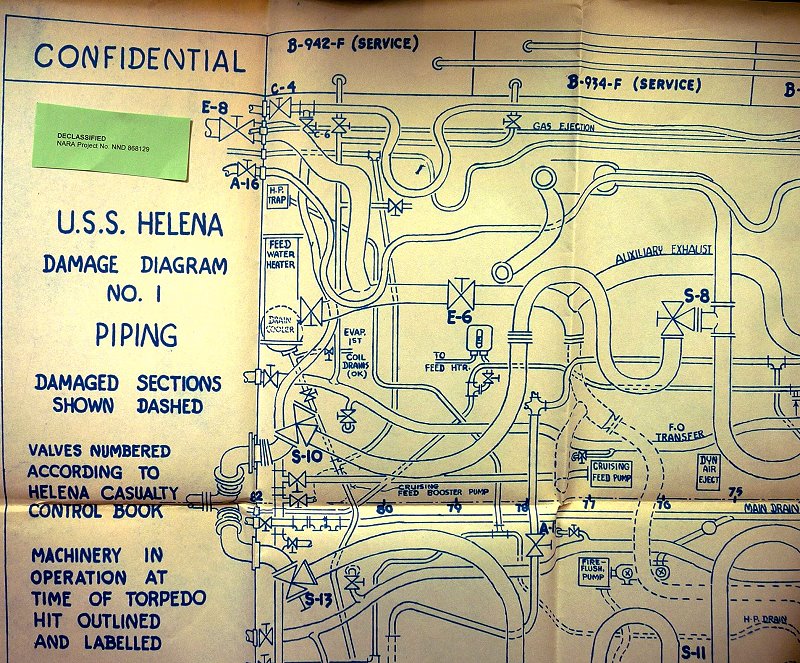 CONFIDENTIAL
DECLASSIFIED
NARA Project No. NND 868129
U.S.S. HELENA
DAMAGE DIAGRAM
NO. 1
PIPING
DAMAGED SECTIONS
SHOWN DASHED
VALVES NUMBERED
ACCORDING TO
HELENA CASUALTY
CONTROL BOOK
MACHINERY IN
OPERATION AT
TIME OF TORPEDO
HIT OUTLINED
AND LABELLED
B-942-F (SERVICE)
B-934-F (SERVICE)
B-
C-4
E-8
C-6
GAS EJECTION
A-16
H.P.
TRAP
FEED
WATER
HEATER
AUXILIARY EXHAUST
E-6
S-8
DRAIN
COOLER
EVAP.
1ST
COIL
DRAINS
(OK)
TO
FEED HTR.
S-10
F.O
TRANSFER
CRUISING
FEED PUMP
DYN
AIR
EJECT
CRUISING
FEED BOOSTER PUMP
82
80
79
78
77
76
75
MAIN DRAIN
A-1
FIRE-
FLUSH.
PUMP
S-13
H.P. DRAIN
S-11